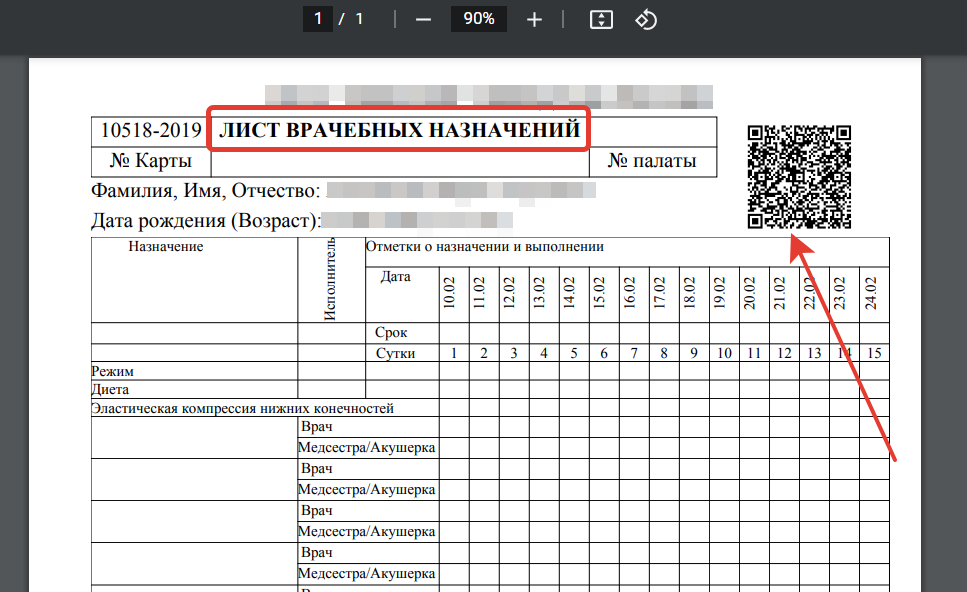 1 / 1 90%
10518-2019 ЛИСТ ВРАЧЕБНЫХ НАЗНАЧЕНИЙ
№ Карты № палаты
Фамилия, Имя, Отчество:
Дата рождения (Возраст):
Назначение Исполнитель Отметки о назначении и выполнении
Дата 10.02 11.02 12.02 13.02 14.02 15.02 16.02 17.02 18.02 19.02 20.02 21.02 22.02 23.02 24.02
Срок
Сутки 1 2 3 4 5 6 7 8 9 10 11 12 13 14 15
Режим
Диета
Эластическая компрессия нижних конечностей
Врач
Медсестра/Акушерка
Врач
Медсестра/Акушерка
Врач
Медсестра/Акушерка
Врач
Медсестра/Акушерка